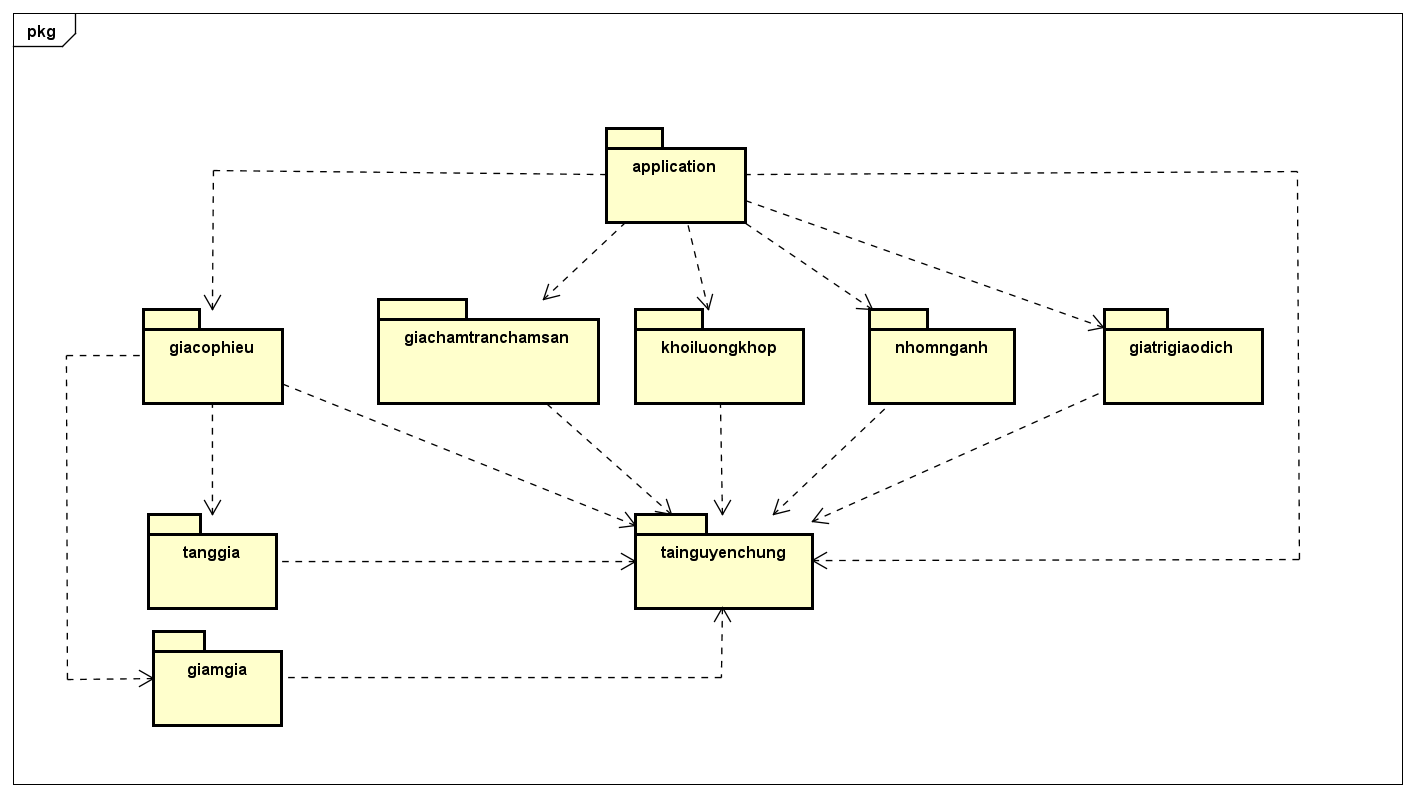 pkg
application
giacophieu
giachamtranchamsan
khoiluongkhop
nhomnganh
giatrigiaodich
tanggia
tainguyenchung
giamgia